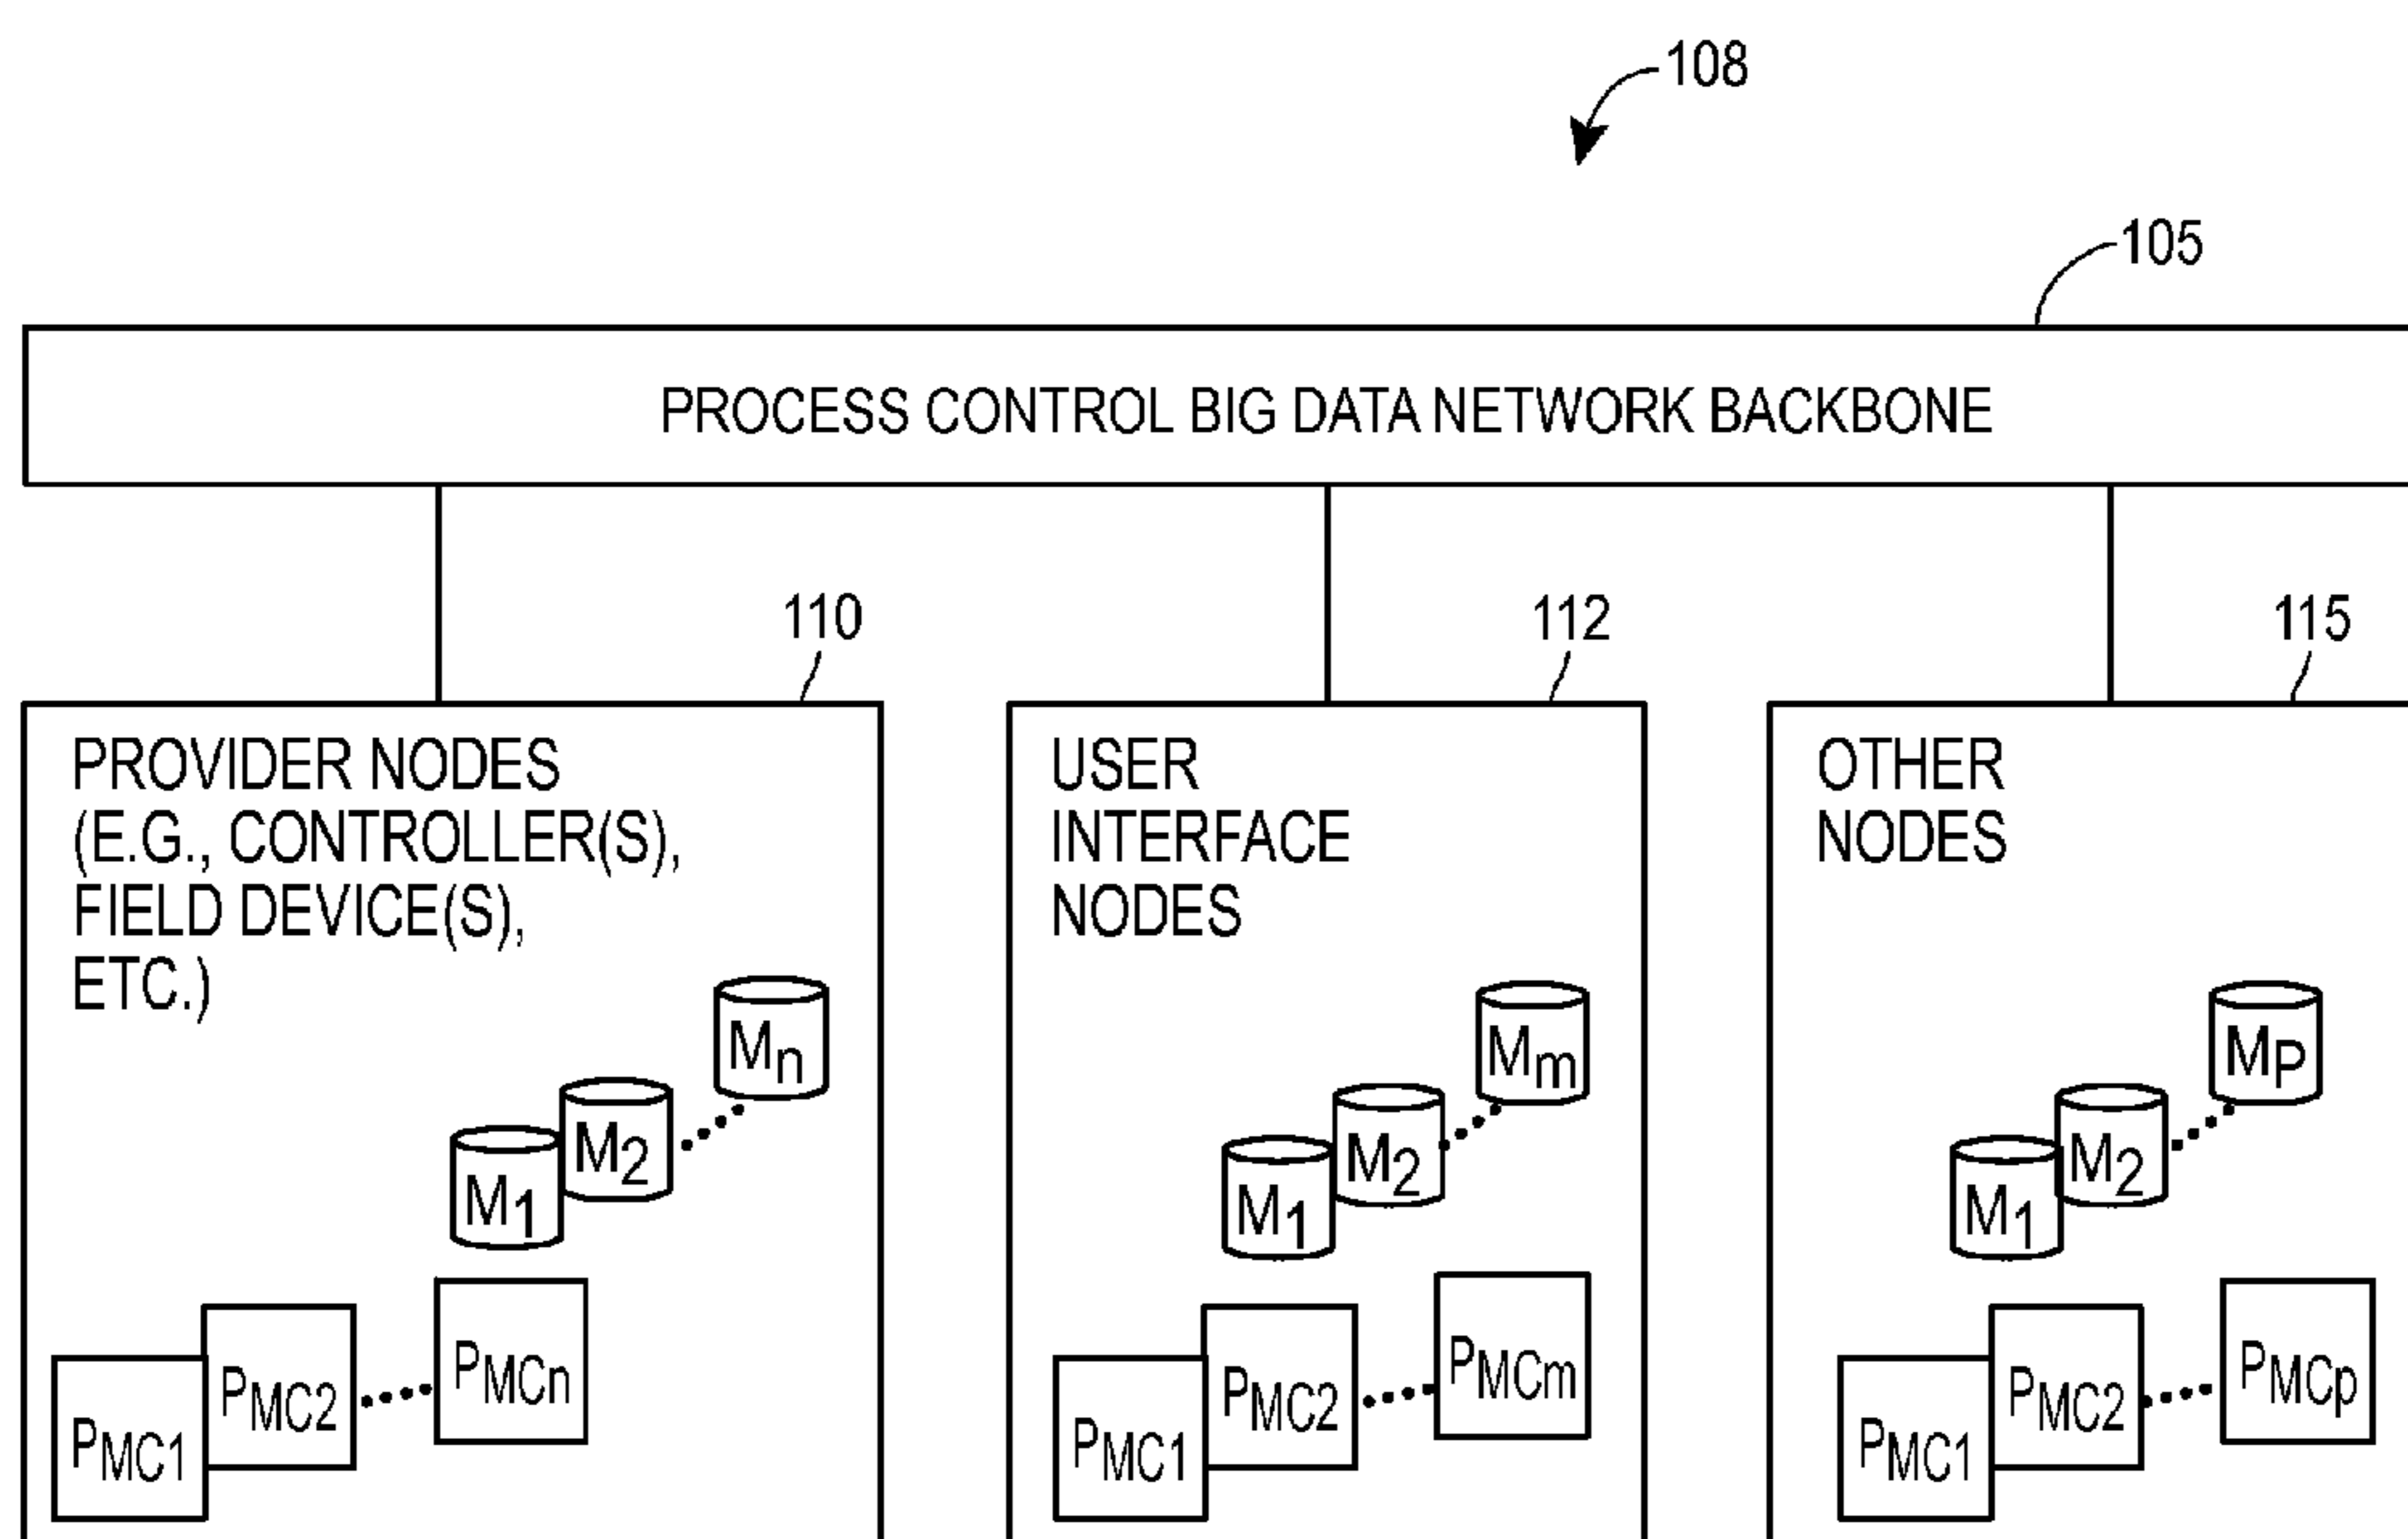 108
105
PROCESS CONTROL BIG DATA NETWORK BACKBONE
110
112
115
PROVIDER NODES
(E.G., CONTROLLER(S),
FIELD DEVICE(S),
ETC.)
Mn
M2
M1
PMCn
PMC2
PMC1
USER
INTERFACE
NODES
Mm
M2
M1
PMCm
PMC2
PMC1
OTHER
NODES
MP
M2
M1
PMCp
PMC2
PMC1